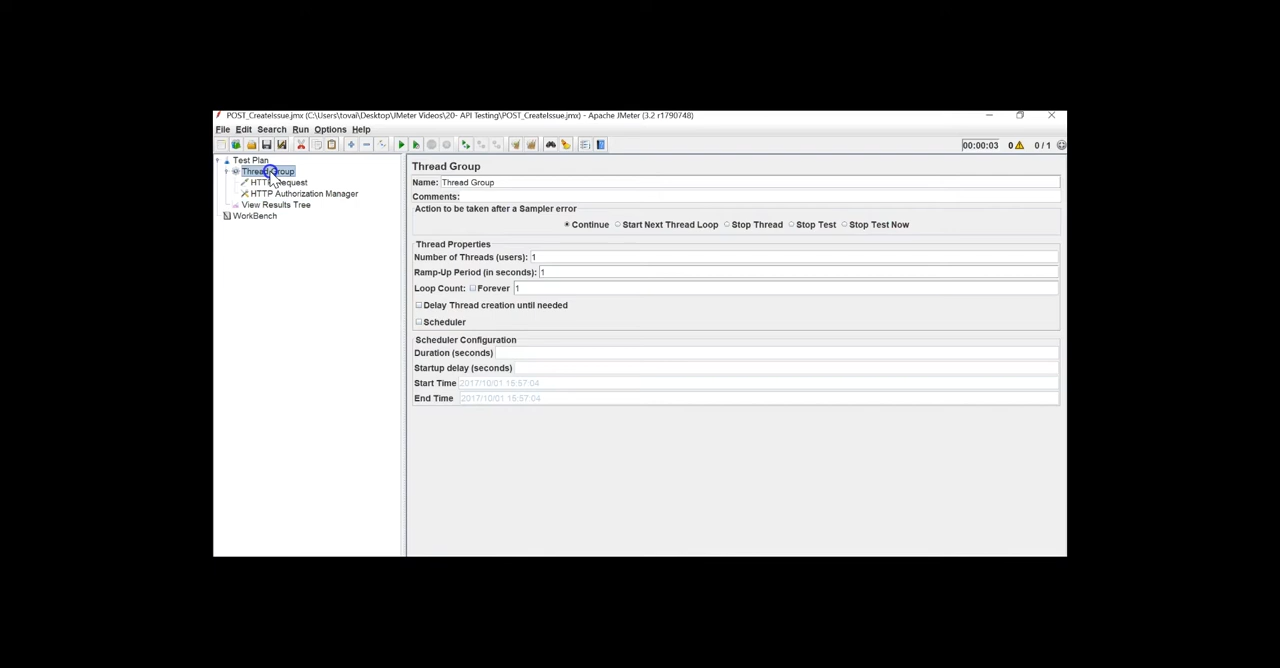 POST_CreateIssue.jmx (C:\Users\tovai\Desktop\JMeter Videos\20- API Testing\POST_CreateIssue.jmx) - Apache JMeter (3.2 r1790748)
File Edit Search Run Options Help
00:00:03 0 0 / 1
Test Plan
Thread Group
HTTP Request
HTTP Authorization Manager
View Results Tree
WorkBench
Thread Group
Name: Thread Group
Comments:
Action to be taken after a Sampler error
Continue Start Next Thread Loop Stop Thread Stop Test Stop Test Now
Thread Properties
Number of Threads (users): 1
Ramp-Up Period (in seconds): 1
Loop Count: Forever 1
Delay Thread creation until needed
Scheduler
Scheduler Configuration
Duration (seconds)
Startup delay (seconds)
Start Time 2017/10/01 15:57:04
End Time 2017/10/01 15:57:04